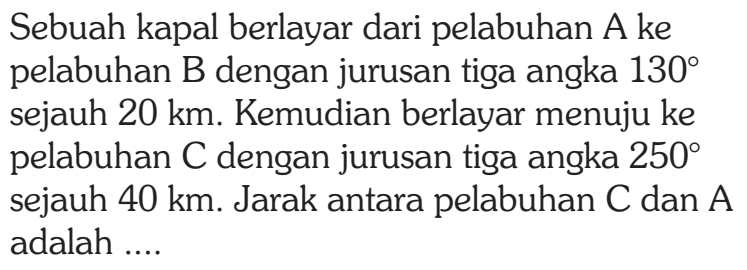 Sebuah kapal berlayar dari pelabuhan A ke
pelabuhan B dengan jurusan tiga angka 130°
sejauh 20 km. Kemudian berlayar menuju ke
pelabuhan C dengan jurusan tiga angka 250°
sejauh 40 km. Jarak antara pelabuhan C dan A
adalah ....